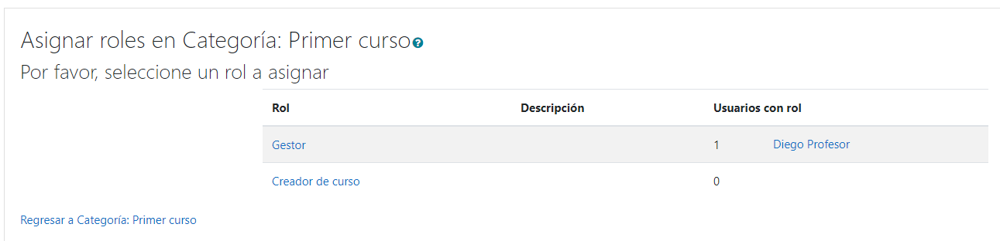 Asignar roles en Categoría: Primer curso
Por favor, seleccione un rol a asignar
Rol Descripción Usuarios con rol
Gestor 1 Diego Profesor
Creador de curso 0
Regresar a Categoría: Primer curso